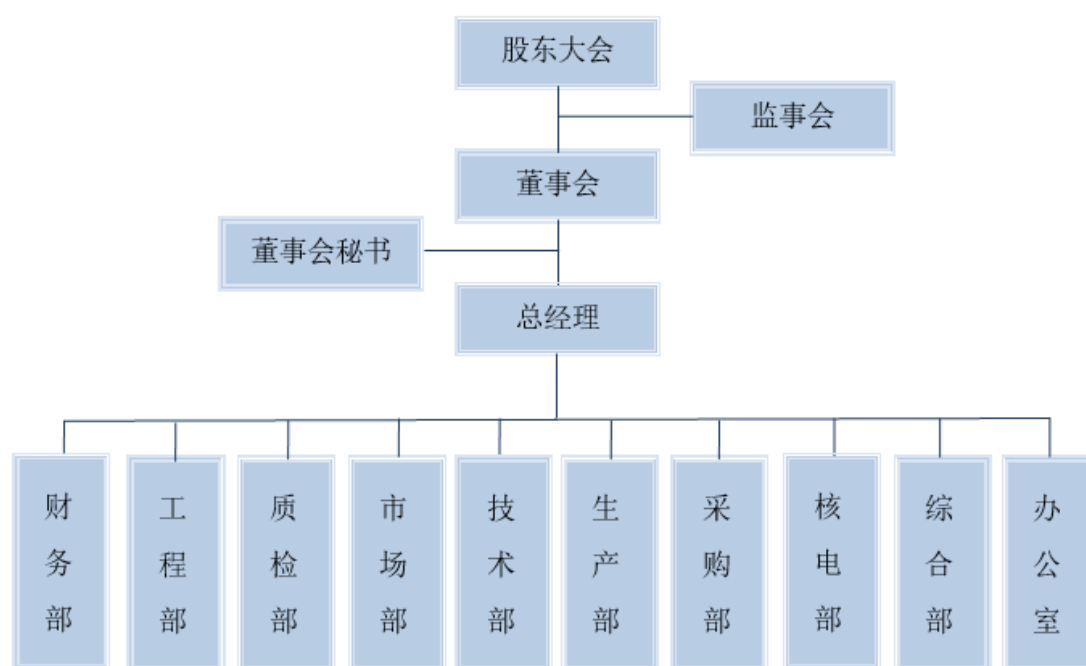 股东大会
监事会
董事会
董事会秘书
总经理
财务部
工程部
质检部
市场部
技术部
生产部
采购部
核电部
综合部
办公室